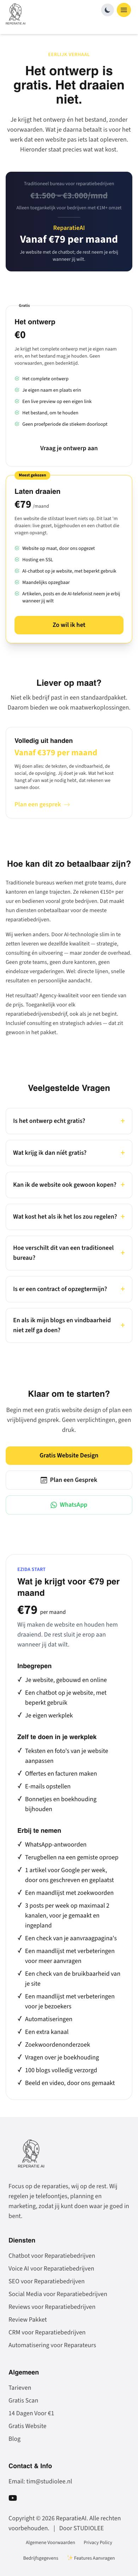 REPARATIE AI
EERLIJK GEREGELD
Het ontwerp is
gratis. Het draaien
niet.
Je krijgt het ontwerp én het bestand, zonder
voorwaarden. Wat je daarna betaalt is voor het
werk dat een website pas iets laat opleveren.
Hieronder staat precies wat wat kost.
Traditioneel bureau voor reparatiebedrijven
€1.500 – €3.000/mnd
Alleen toegankelijk voor bedrijven met €1M+ omzet
ReparatieAI
Vanaf €79 per maand
Je website met de chatbot, de rest neem je erbij
wanneer jij wilt.
Gratis
Het ontwerp
€0
Je krijgt het complete ontwerp met je eigen naam
erin, en het bestand mag je houden. Geen
voorwaarden, geen bedenktijd.
Het complete ontwerp
Je eigen naam en plaats erin
Een live preview op een eigen link
Het bestand, om te houden
Geen proefperiode die stiekem doorloopt
Vraag je ontwerp aan
Meest gekozen
Laten draaien
€79 /maand
Een website die stilstaat levert niets op. Dit laat 'm
draaien: live gezet, bijgehouden en met een chatbot die
vragen opvangt.
Website op maat, door ons opgezet
Hosting en SSL
AI-chatbot op je website, met beperkt gebruik
Maandelijks opzegbaar
Artikelen, posts en de AI-telefonist neem je erbij
wanneer jij wilt
Zo wil ik het
Liever op maat?
Niet elk bedrijf past in een standaardpakket.
Daarom bieden we ook maatwerkoplossingen.
Volledig uit handen
Vanaf €379 per maand
Wij doen alles: de teksten, de vindbaarheid, de
social, de opvolging. Jij doet je vak. Wat het kost
hangt af van wat je nodig hebt, dat rekenen we
samen door.
Plan een gesprek →
Hoe kan dit zo betaalbaar zijn?
Traditionele bureaus werken met grote teams, dure
kantoren en lange trajecten. Ze rekenen €150+ per
uur en bedienen vooral grote bedrijven. Dat maakt
hun diensten onbetaalbaar voor de meeste
reparatiebedrijven.
Wij werken anders. Door AI-technologie slim in te
zetten leveren we dezelfde kwaliteit — strategie,
consulting én uitvoering — maar zonder de overhead.
Geen grote teams, geen dure kantoren, geen
eindeloze vergaderingen. Wel: directe lijnen, snelle
resultaten en persoonlijke aandacht.
Het resultaat? Agency-kwaliteit voor een tiende van
de prijs. Toegankelijk voor elk
reparatiebedrijvenbedrijf, ook als je net begint.
Inclusief consulting en strategisch advies — dat zit
gewoon in het pakket.
Veelgestelde Vragen
Is het ontwerp echt gratis?
Wat krijg ik dan níét gratis?
Kan ik de website ook gewoon kopen?
Wat kost het als ik het los zou regelen?
Hoe verschilt dit van een traditioneel
bureau?
Is er een contract of opzegtermijn?
En als ik mijn blogs en vindbaarheid
niet zelf ga doen?
Klaar om te starten?
Begin met een gratis website design of plan een
vrijblijvend gesprek. Geen verplichtingen, geen
druk.
Gratis Website Design
Plan een Gesprek
WhatsApp
EZIDA START
Wat je krijgt voor €79 per
maand
€79 per maand
Wij maken de website en houden hem
draaiend. De rest sluit je erop aan
wanneer jij dat wilt.
Inbegrepen
Je website, gebouwd en online
Een chatbot op je website, met
beperkt gebruik
Je eigen werkplek
Zelf te doen in je werkplek
Teksten en foto's van je website
aanpassen
Offertes en facturen maken
E-mails opstellen
Bonnetjes en boekhouding
bijhouden
Erbij te nemen
WhatsApp-antwoorden
Terugbellen na een gemiste oproep
1 artikel voor Google per week,
door ons geschreven en geplaatst
Een maandlijst met zoekwoorden
3 posts per week op maximaal 2
kanalen, voor je gemaakt en
ingepland
Een check van je aanvraagpagina's
Een maandlijst met verbeteringen
voor meer aanvragen
Een check van de bruikbaarheid van
je site
Een maandlijst met verbeteringen
voor je bezoekers
Automatiseringen
Een extra kanaal
Zoekwoordenonderzoek
Vragen over je boekhouding
100 blogs volledig verzorgd
Beeld en video, door ons gemaakt
REPARATIE AI
Focus op de reparaties, wij op de rest. Wij
regelen je telefoontjes, planning en
marketing, zodat jij kunt doen waar je goed in
bent.
Diensten
Chatbot voor Reparatiebedrijven
Voice AI voor Reparatiebedrijven
SEO voor Reparatiebedrijven
Social Media voor Reparatiebedrijven
Reviews voor Reparatiebedrijven
Review Pakket
CRM voor Reparatiebedrijven
Automatisering voor Reparateurs
Algemeen
Tarieven
Gratis Scan
14 Dagen Voor €1
Gratis Website
Blog
Contact & Info
Email: tim@studiolee.nl
Copyright © 2026 ReparatieAI. Alle rechten
voorbehouden. | Door STUDIOLEE
Algemene Voorwaarden Privacy Policy
Bedrijfsgegevens Features Aanvragen